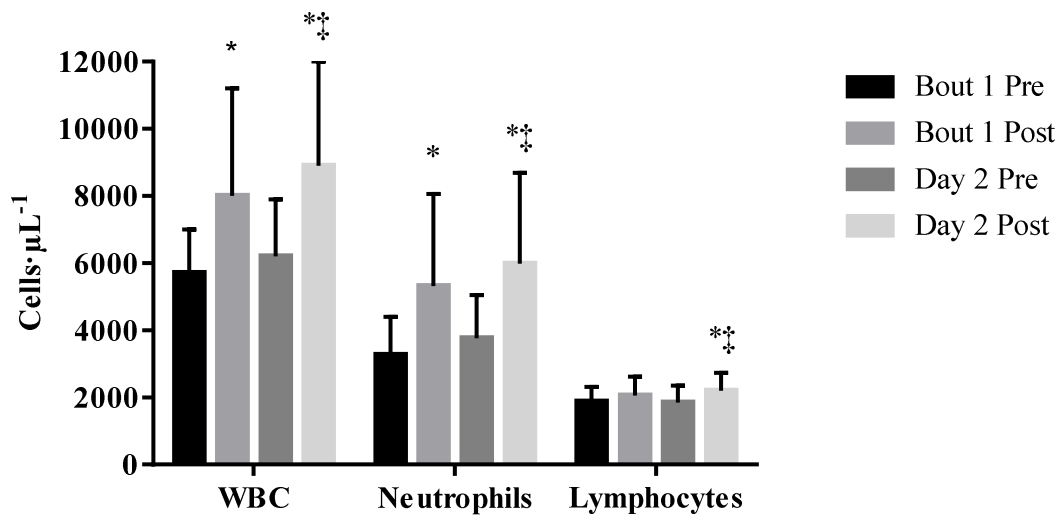 *
*‡
12000
10000
8000
6000
4000
2000
0
Cells·µL⁻¹
*
*‡
*‡
WBC
Neutrophils
Lymphocytes
Bout 1 Pre
Bout 1 Post
Day 2 Pre
Day 2 Post